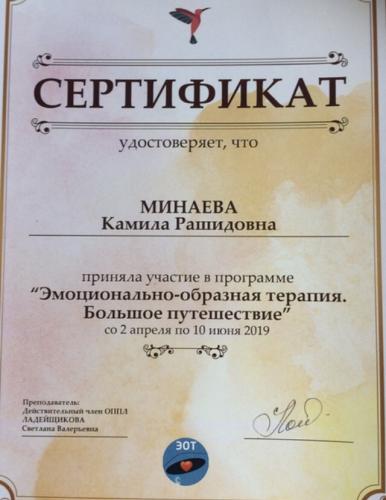 СЕРТИФИКАТ
удостоверяет, что
МИНАЕВА
Камила Рашидовна
приняла участие в программе
“Эмоционально-образная терапия.
Большое путешествие”
со 2 апреля по 10 июня 2019
Преподаватель:
Действительный член ОППЛ
ЛАДЕЙЩИКОВА
Светлана Валерьевна
ЭОТ